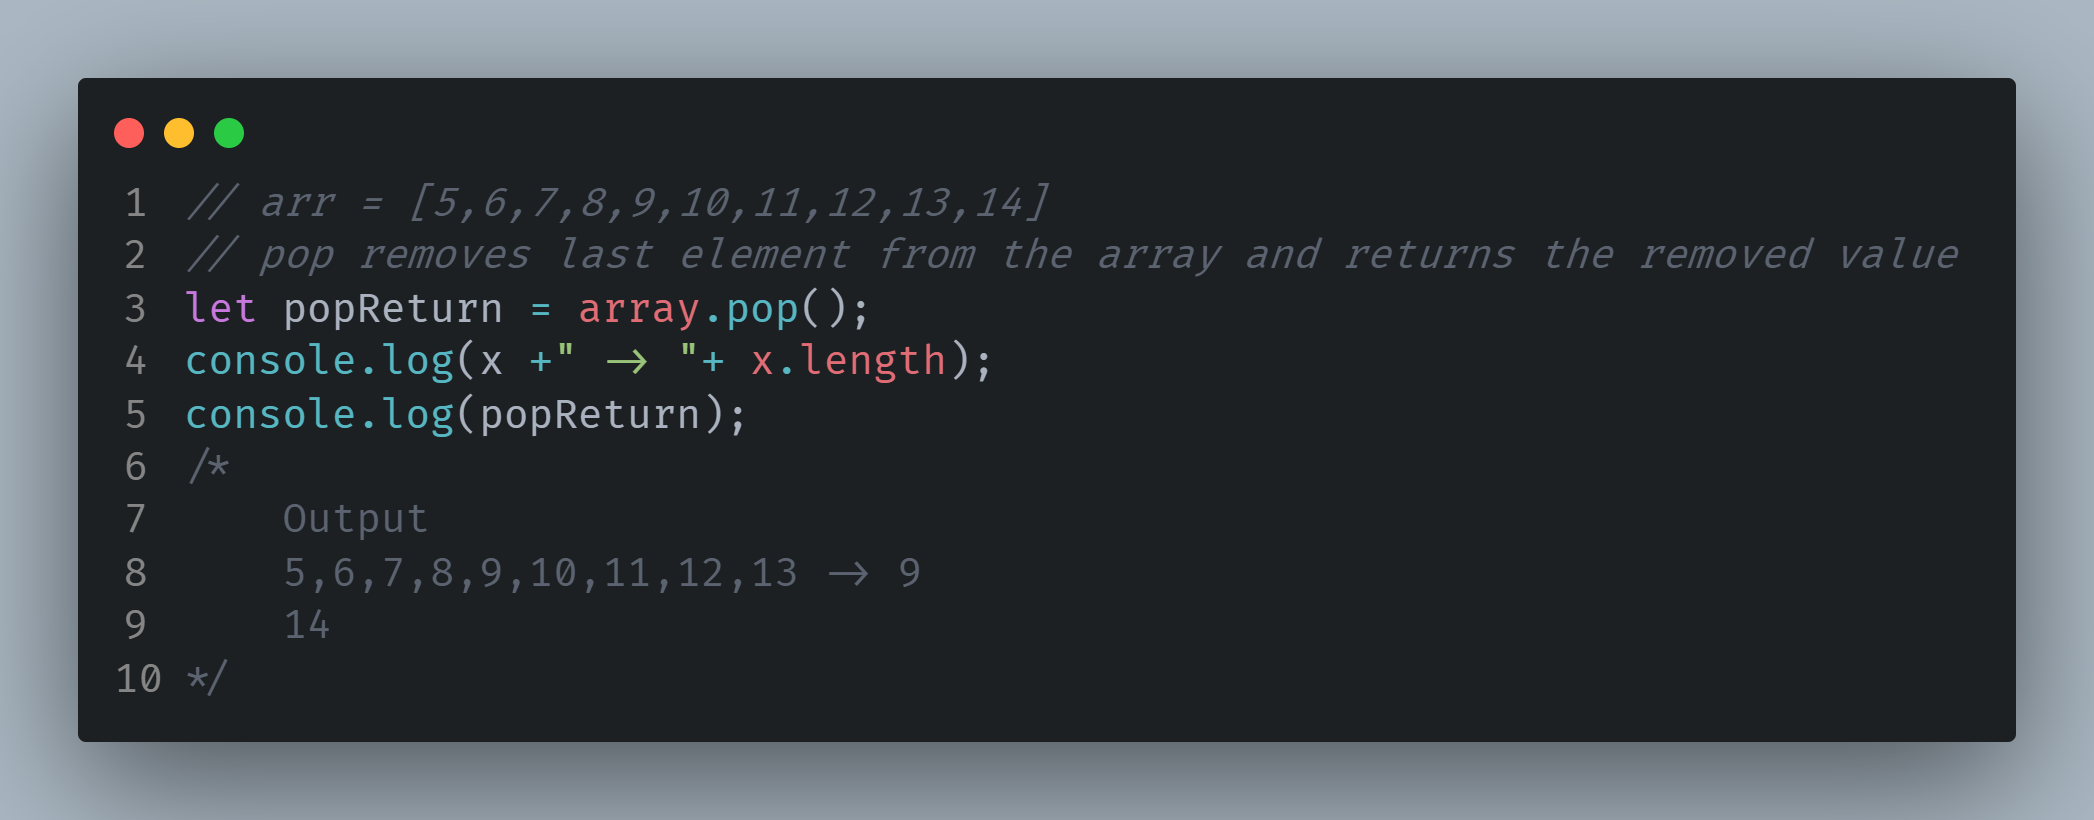 1 // arr = [5,6,7,8,9,10,11,12,13,14]
2 // pop removes last element from the array and returns the removed value
3 let popReturn = array.pop();
4 console.log(x +" -> "+ x.length);
5 console.log(popReturn);
6 /*
7     Output
8     5,6,7,8,9,10,11,12,13 -> 9
9     14
10 */